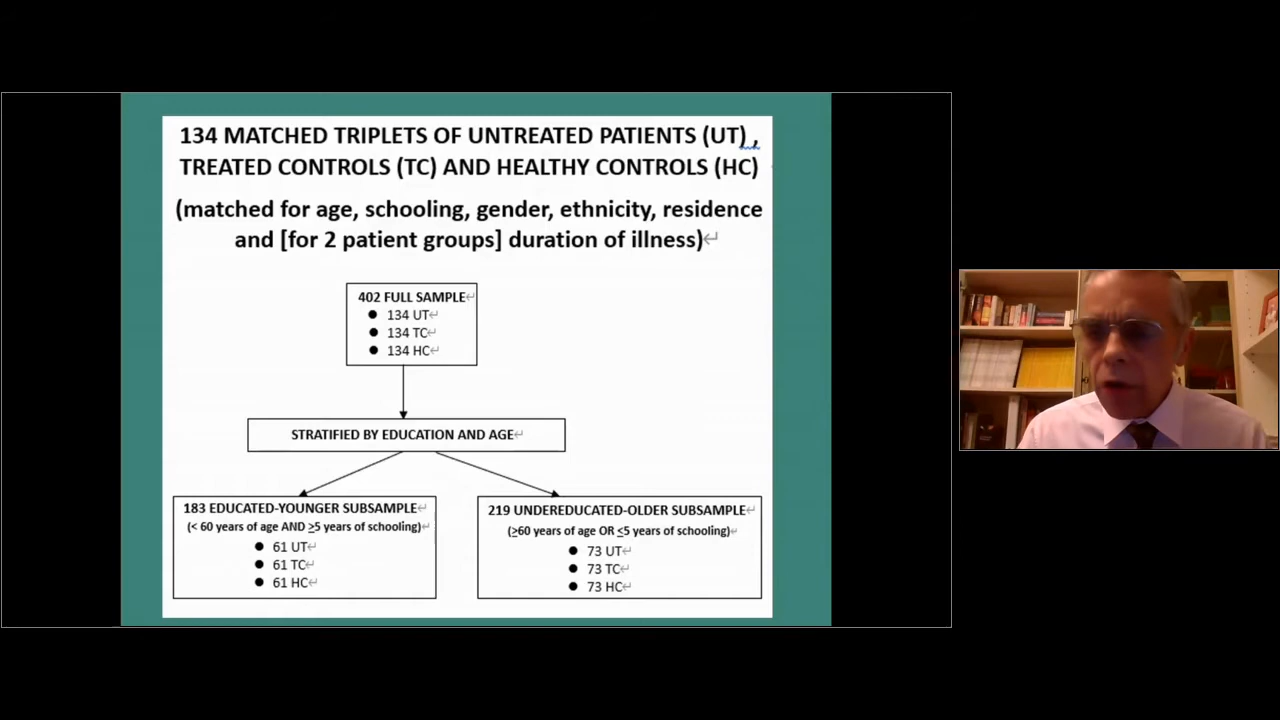 134 MATCHED TRIPLETS OF UNTREATED PATIENTS (UT) ,
TREATED CONTROLS (TC) AND HEALTHY CONTROLS (HC)
(matched for age, schooling, gender, ethnicity, residence
and [for 2 patient groups] duration of illness)↵
402 FULL SAMPLE↵
● 134 UT↵
● 134 TC↵
● 134 HC↵
STRATIFIED BY EDUCATION AND AGE↵
183 EDUCATED-YOUNGER SUBSAMPLE↵
(< 60 years of age AND ≥5 years of schooling)↵
● 61 UT↵
● 61 TC↵
● 61 HC↵
219 UNDEREDUCATED-OLDER SUBSAMPLE↵
(≥60 years of age OR ≤5 years of schooling)↵
● 73 UT↵
● 73 TC↵
● 73 HC↵